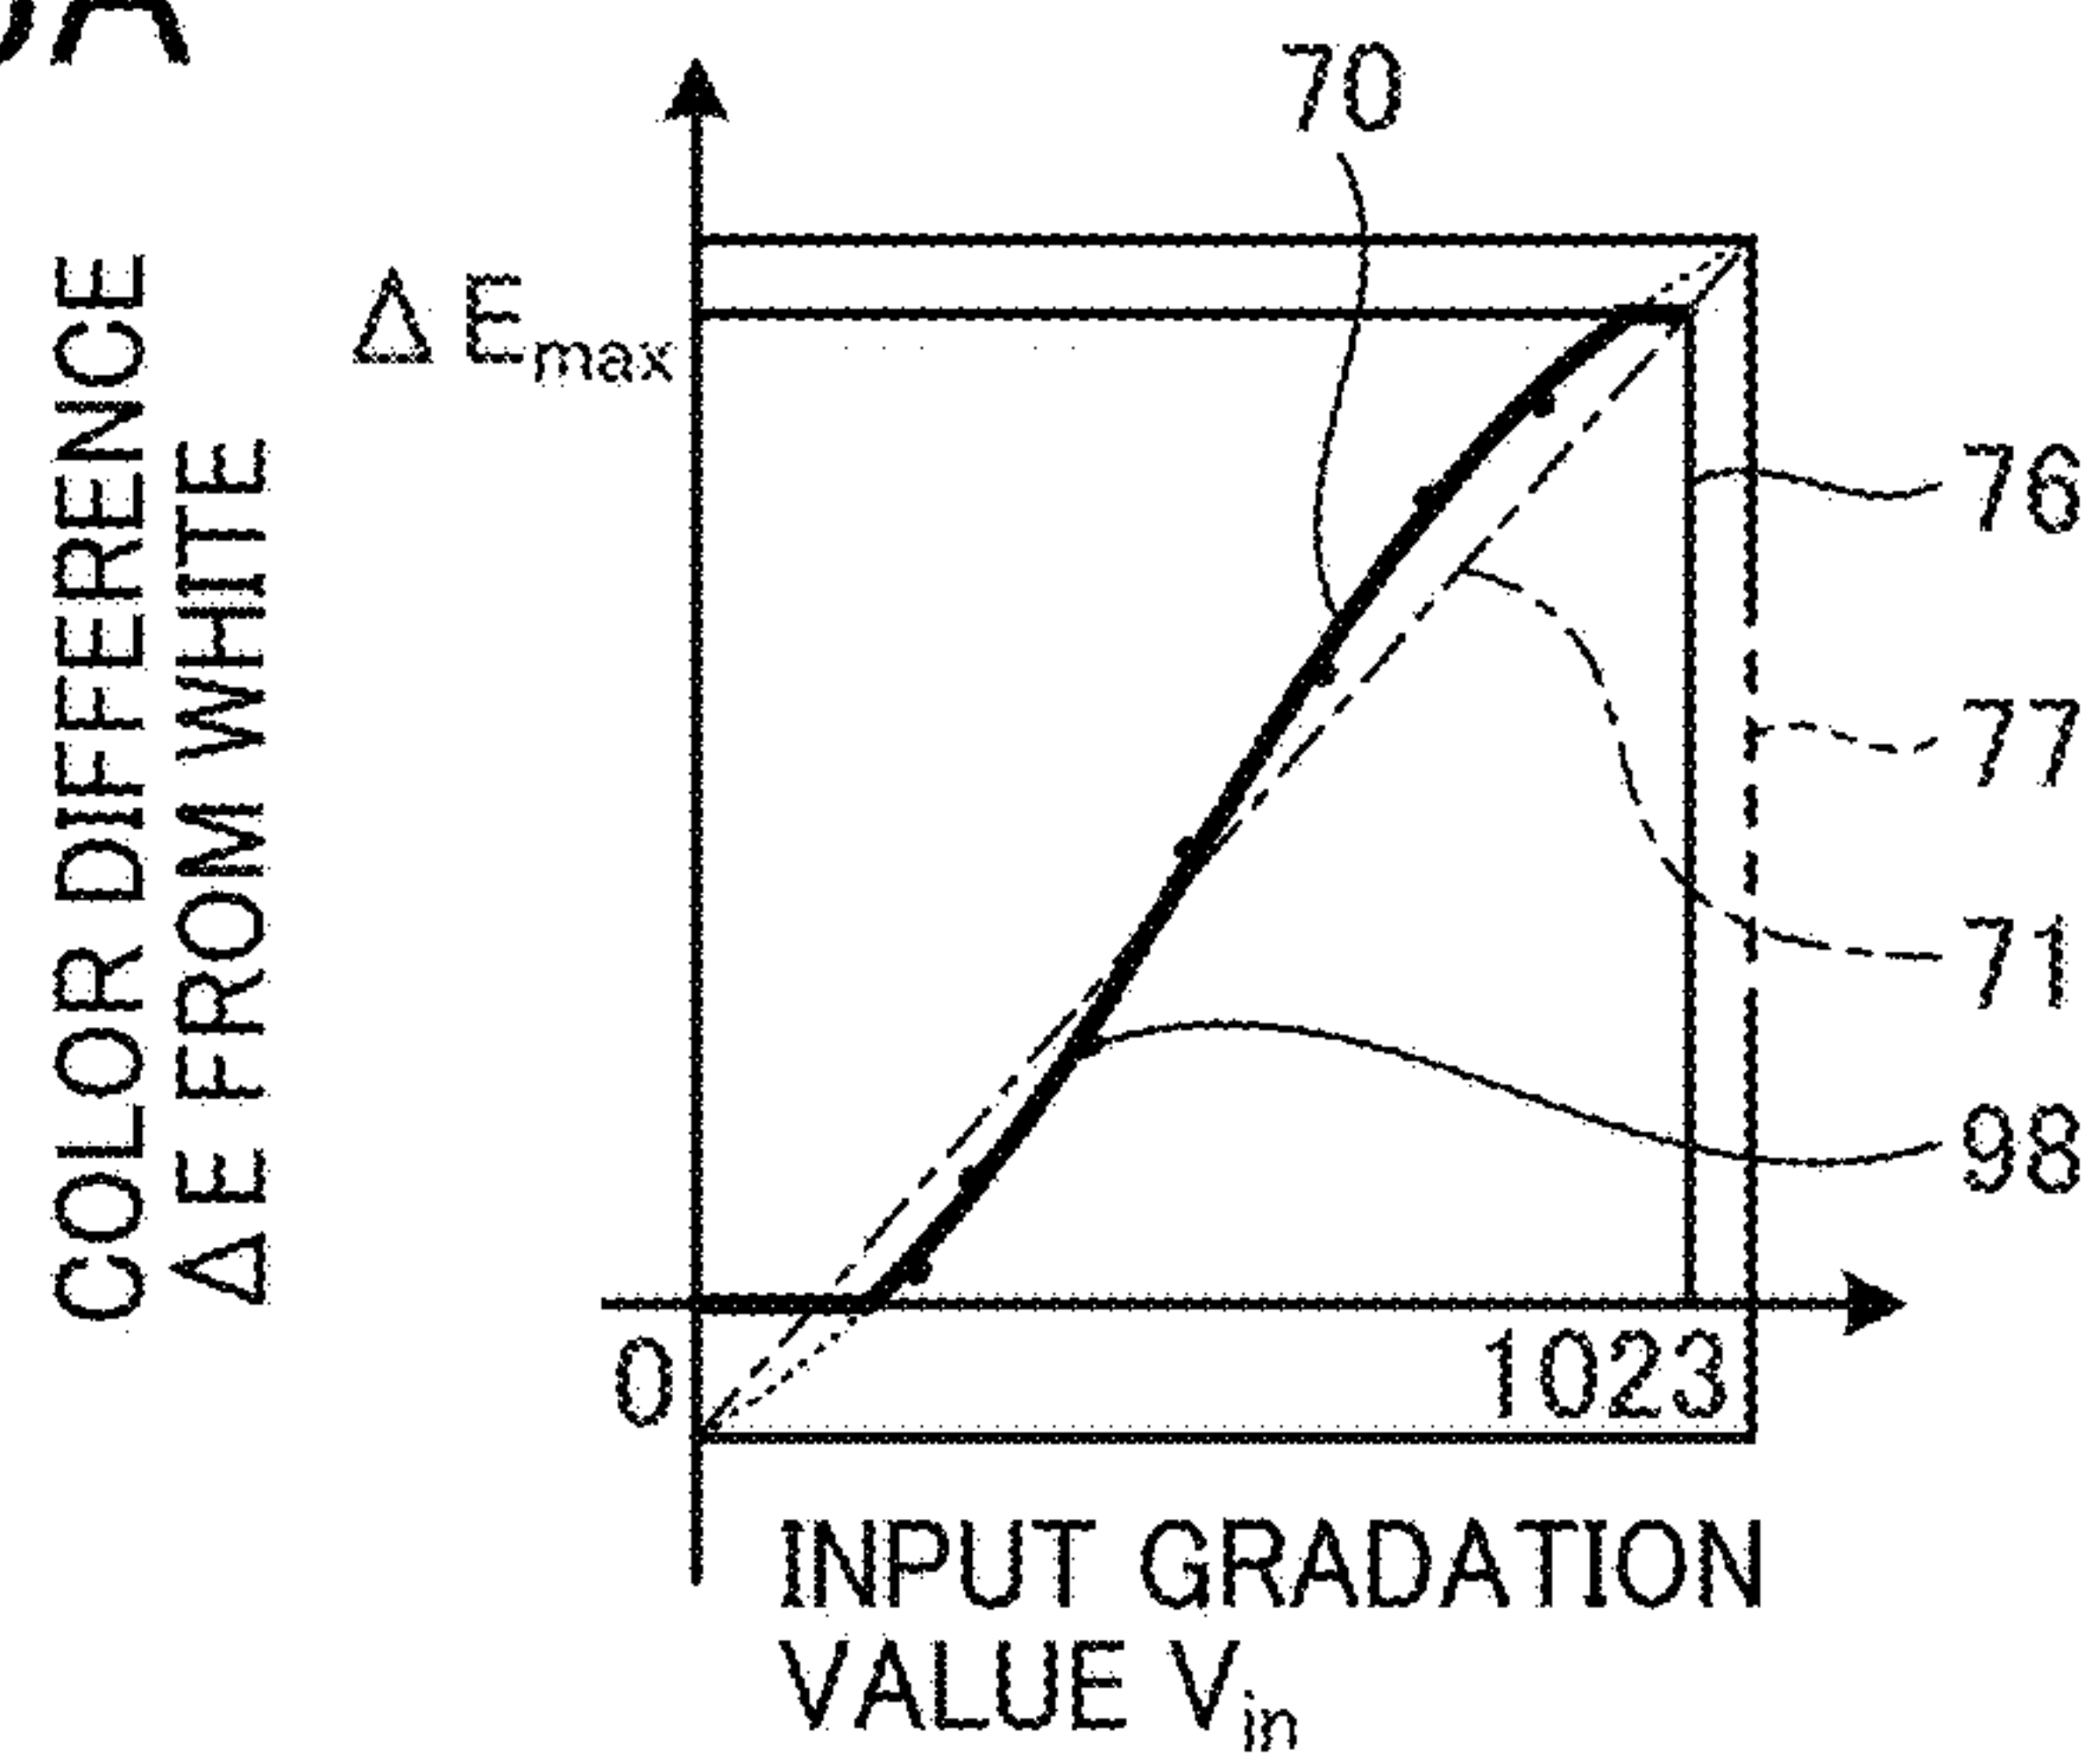 70
COLOR DIFFERENCE
ΔE FROM WHITE
ΔEmax
76
77
71
98
0
1023
INPUT GRADATION
VALUE Vin